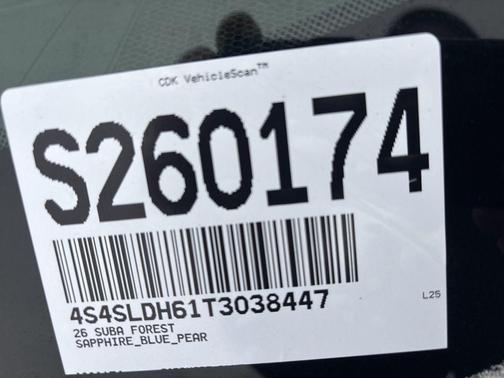 CDK VehicleScan™
S260174
4S4SLDH61T3038447
26 SUBA FOREST
SAPPHIRE_BLUE_PEAR
L25